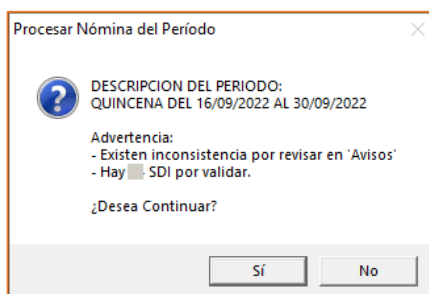 Procesar Nómina del Período
DESCRIPCION DEL PERIODO:
QUINCENA DEL 16/09/2022 AL 30/09/2022
Advertencia:
- Existen inconsistencia por revisar en 'Avisos'
- Hay SDI por validar.
¿Desea Continuar?
Sí
No